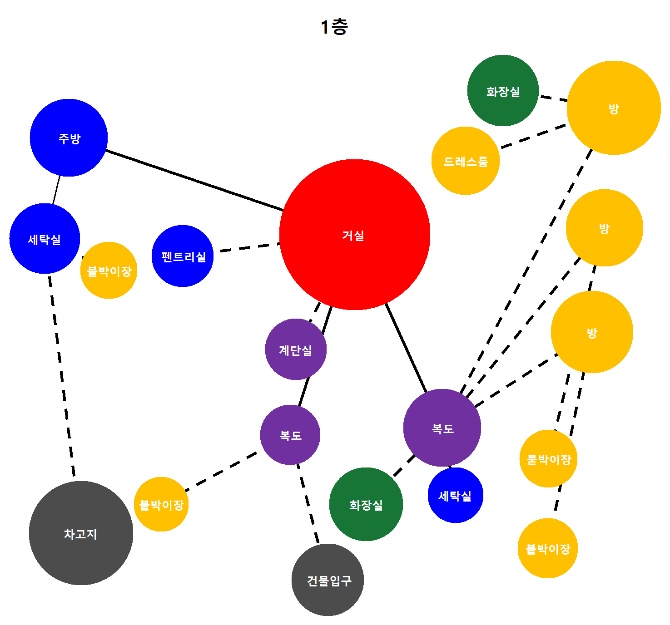 1층
화장실
방
주방
드레스룸
방
거실
세탁실
펜트리실
붙박이장
방
계단실
복도
복도
붙박이장
세탁실
화장실
붙박이장
차고지
붙박이장
건물입구